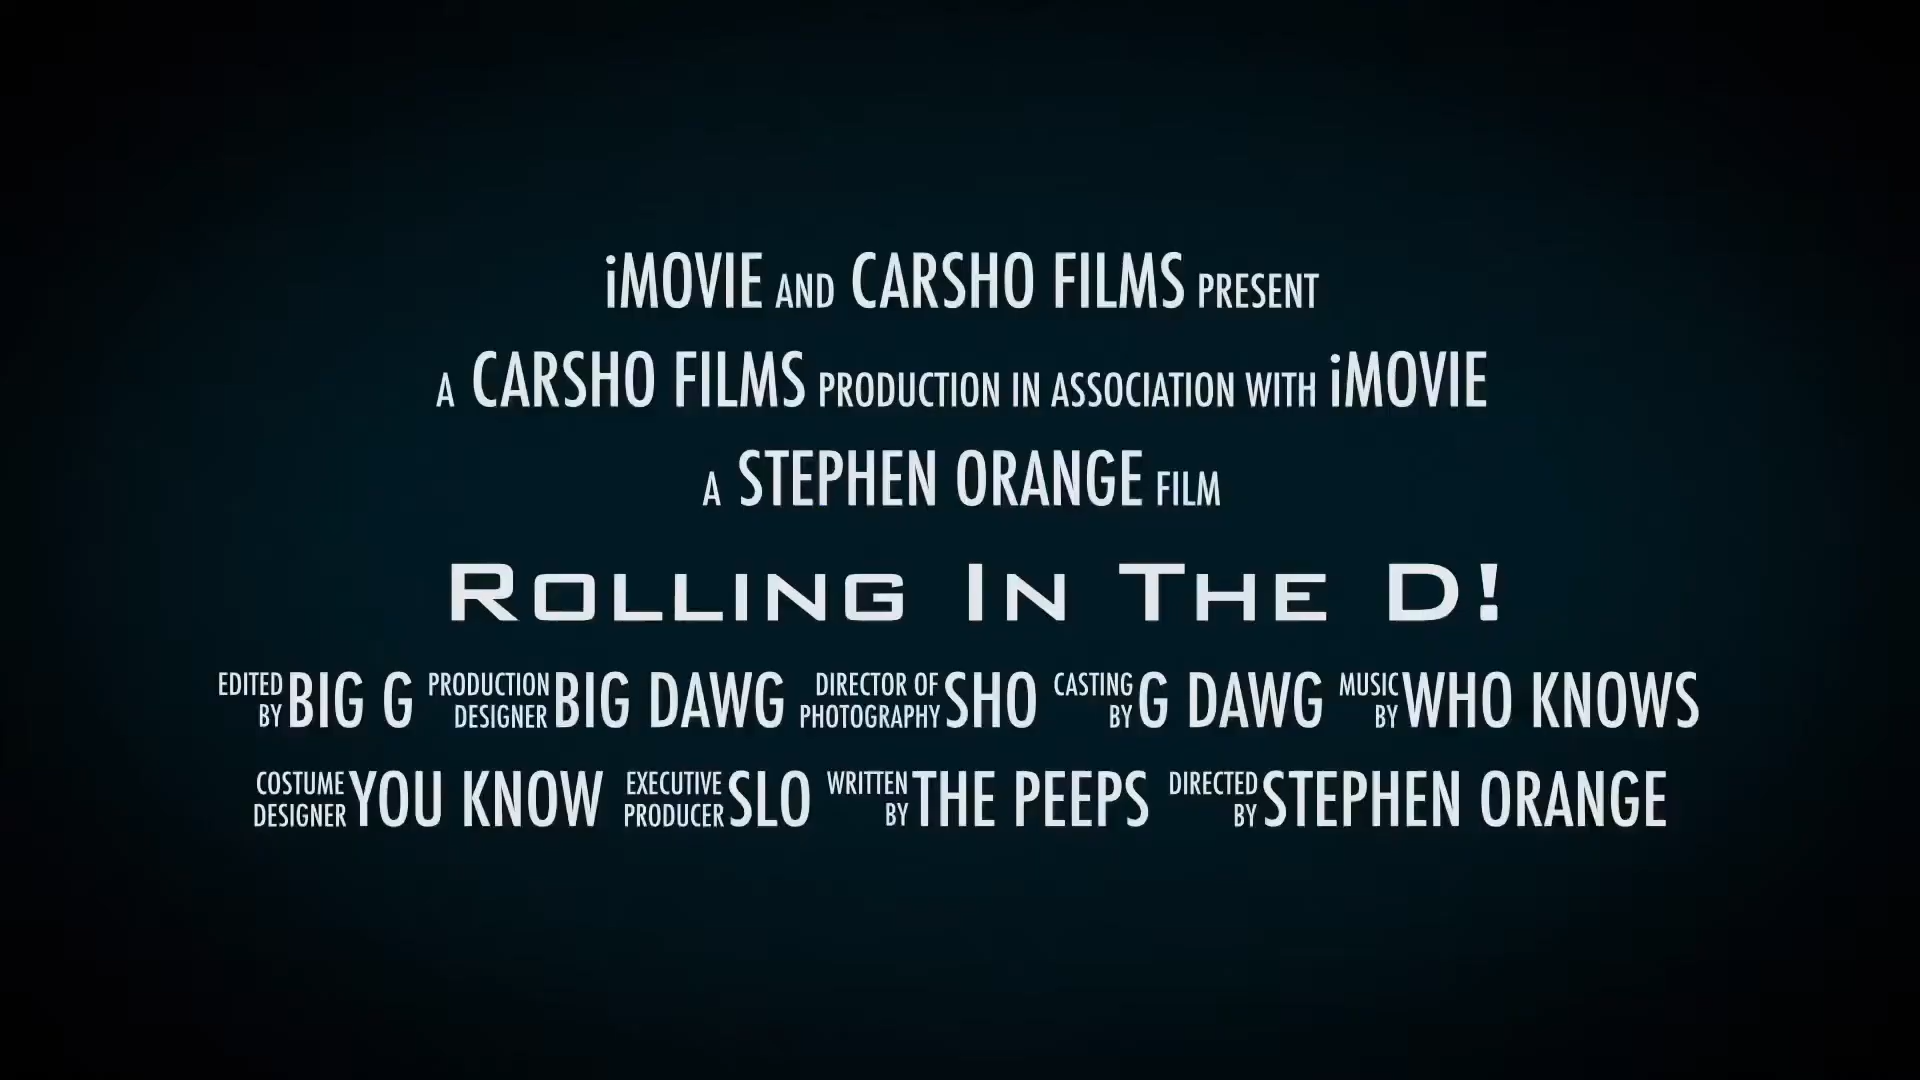 iMOVIE AND CARSHO FILMS PRESENT
A CARSHO FILMS PRODUCTION IN ASSOCIATION WITH iMOVIE
A STEPHEN ORANGE FILM
ROLLING IN THE D!
EDITED BY BIG G PRODUCTION DESIGNER BIG DAWG DIRECTOR OF PHOTOGRAPHY SHO CASTING BY G DAWG MUSIC BY WHO KNOWS
COSTUME DESIGNER YOU KNOW EXECUTIVE PRODUCER SLO WRITTEN BY THE PEEPS DIRECTED BY STEPHEN ORANGE